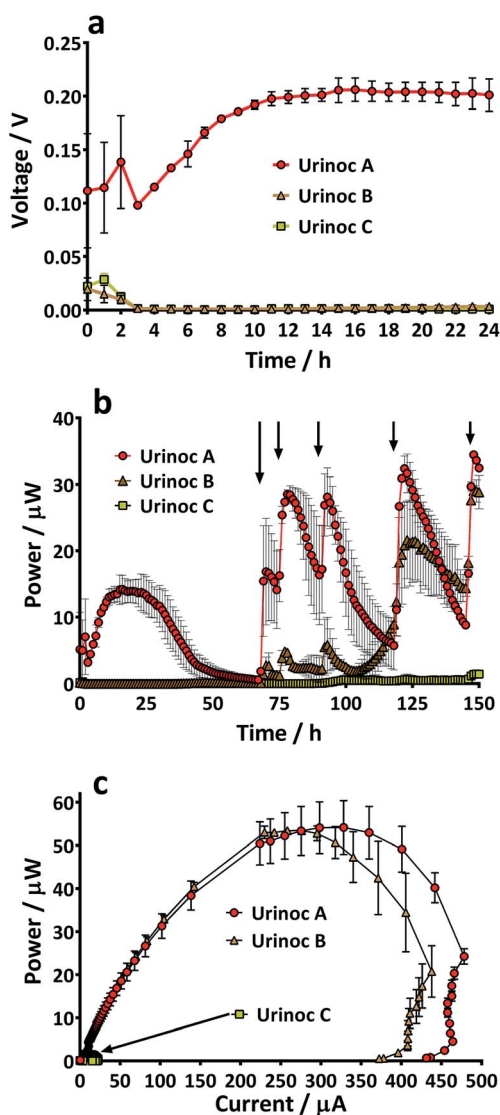 a
Voltage / V
0.20
0.15
0.10
0.05
0.00
Urinoc A
Urinoc B
Urinoc C
0 2 4 6 8 10 12 14 16 18 20 22 24
Time / h
b
Power / µW
40
30
20
10
0
Urinoc A
Urinoc B
Urinoc C
0 25 50 75 100 125 150
Time / h
c
Power / µW
60
50
40
30
20
10
0
Urinoc A
Urinoc B
Urinoc C
0 50 100 150 200 250 300 350 400 450 500
Current / µA